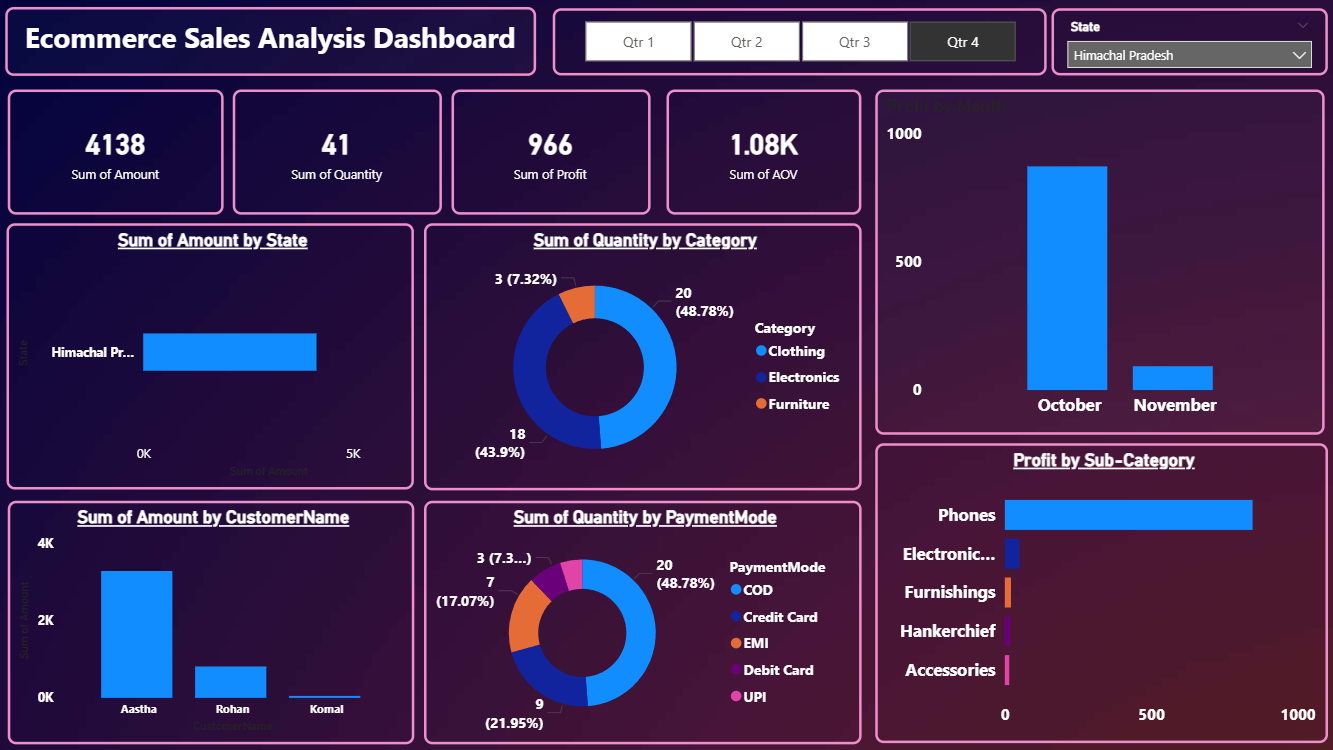 Ecommerce Sales Analysis Dashboard
Qtr 1
Qtr 2
Qtr 3
Qtr 4
State
Himachal Pradesh
4138
Sum of Amount
41
Sum of Quantity
966
Sum of Profit
1.08K
Sum of AOV
Profit by Month
1000
500
0
October
November
Sum of Amount by State
State
Himachal Pr...
0K
5K
Sum of Amount
Sum of Quantity by Category
3 (7.32%)
20
(48.78%)
18
(43.9%)
Category
Clothing
Electronics
Furniture
Profit by Sub-Category
Phones
Electronic...
Furnishings
Hankerchief
Accessories
0
500
1000
Sum of Amount by CustomerName
Sum of Amount
4K
2K
0K
Aastha
Rohan
Komal
CustomerName
Sum of Quantity by PaymentMode
3 (7.3...)
20
(48.78%)
7
(17.07%)
9
(21.95%)
PaymentMode
COD
Credit Card
EMI
Debit Card
UPI